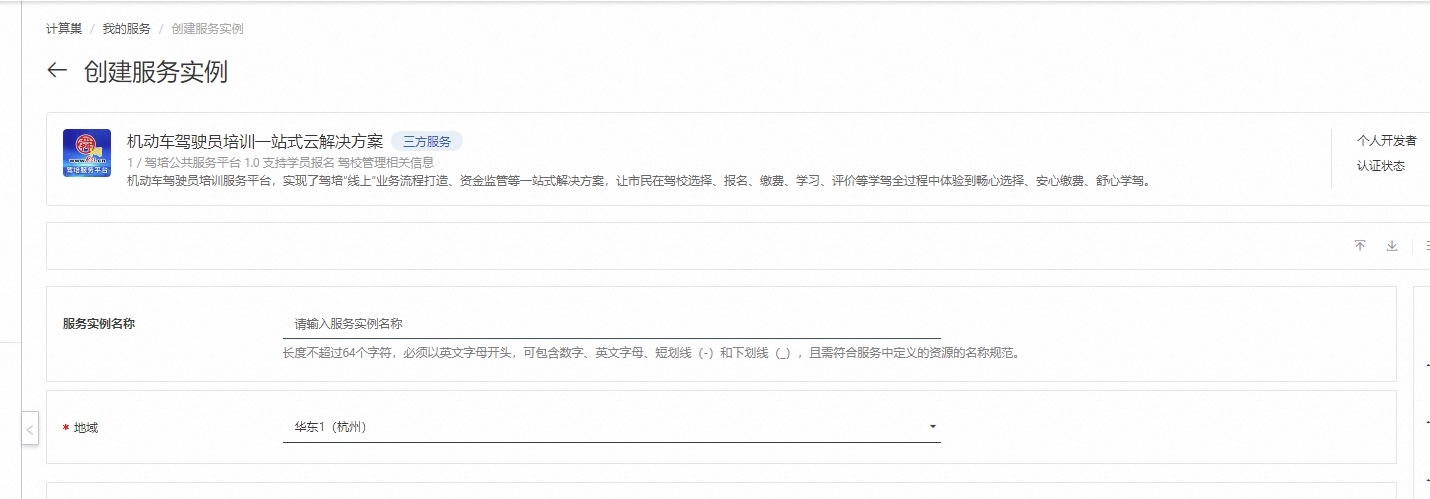 计算巢 / 我的服务 / 创建服务实例
← 创建服务实例
机动车驾驶员培训一站式云解决方案 三方服务
1 / 驾培公共服务平台 1.0 支持学员报名 驾校管理相关信息
机动车驾驶员培训服务平台，实现了驾培“线上”业务流程打造、资金监管等一站式解决方案，让市民在驾校选择、报名、缴费、学习、评价等学驾全过程中体验到畅心选择、安心缴费、舒心学驾。
驾培服务平台
个人开发者
认证状态
服务实例名称
请输入服务实例名称
长度不超过64个字符，必须以英文字母开头，可包含数字、英文字母、短划线（-）和下划线（_），且需符合服务中定义的资源的名称规范。
* 地域
华东1（杭州）